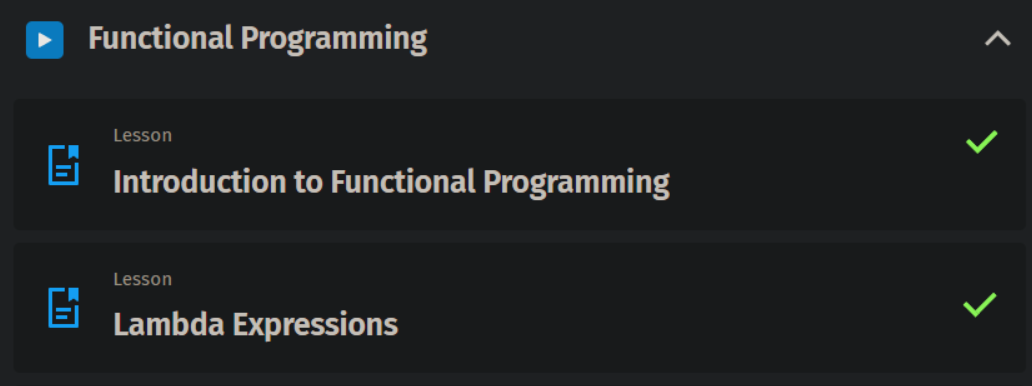 Functional Programming
Lesson
Introduction to Functional Programming
Lesson
Lambda Expressions